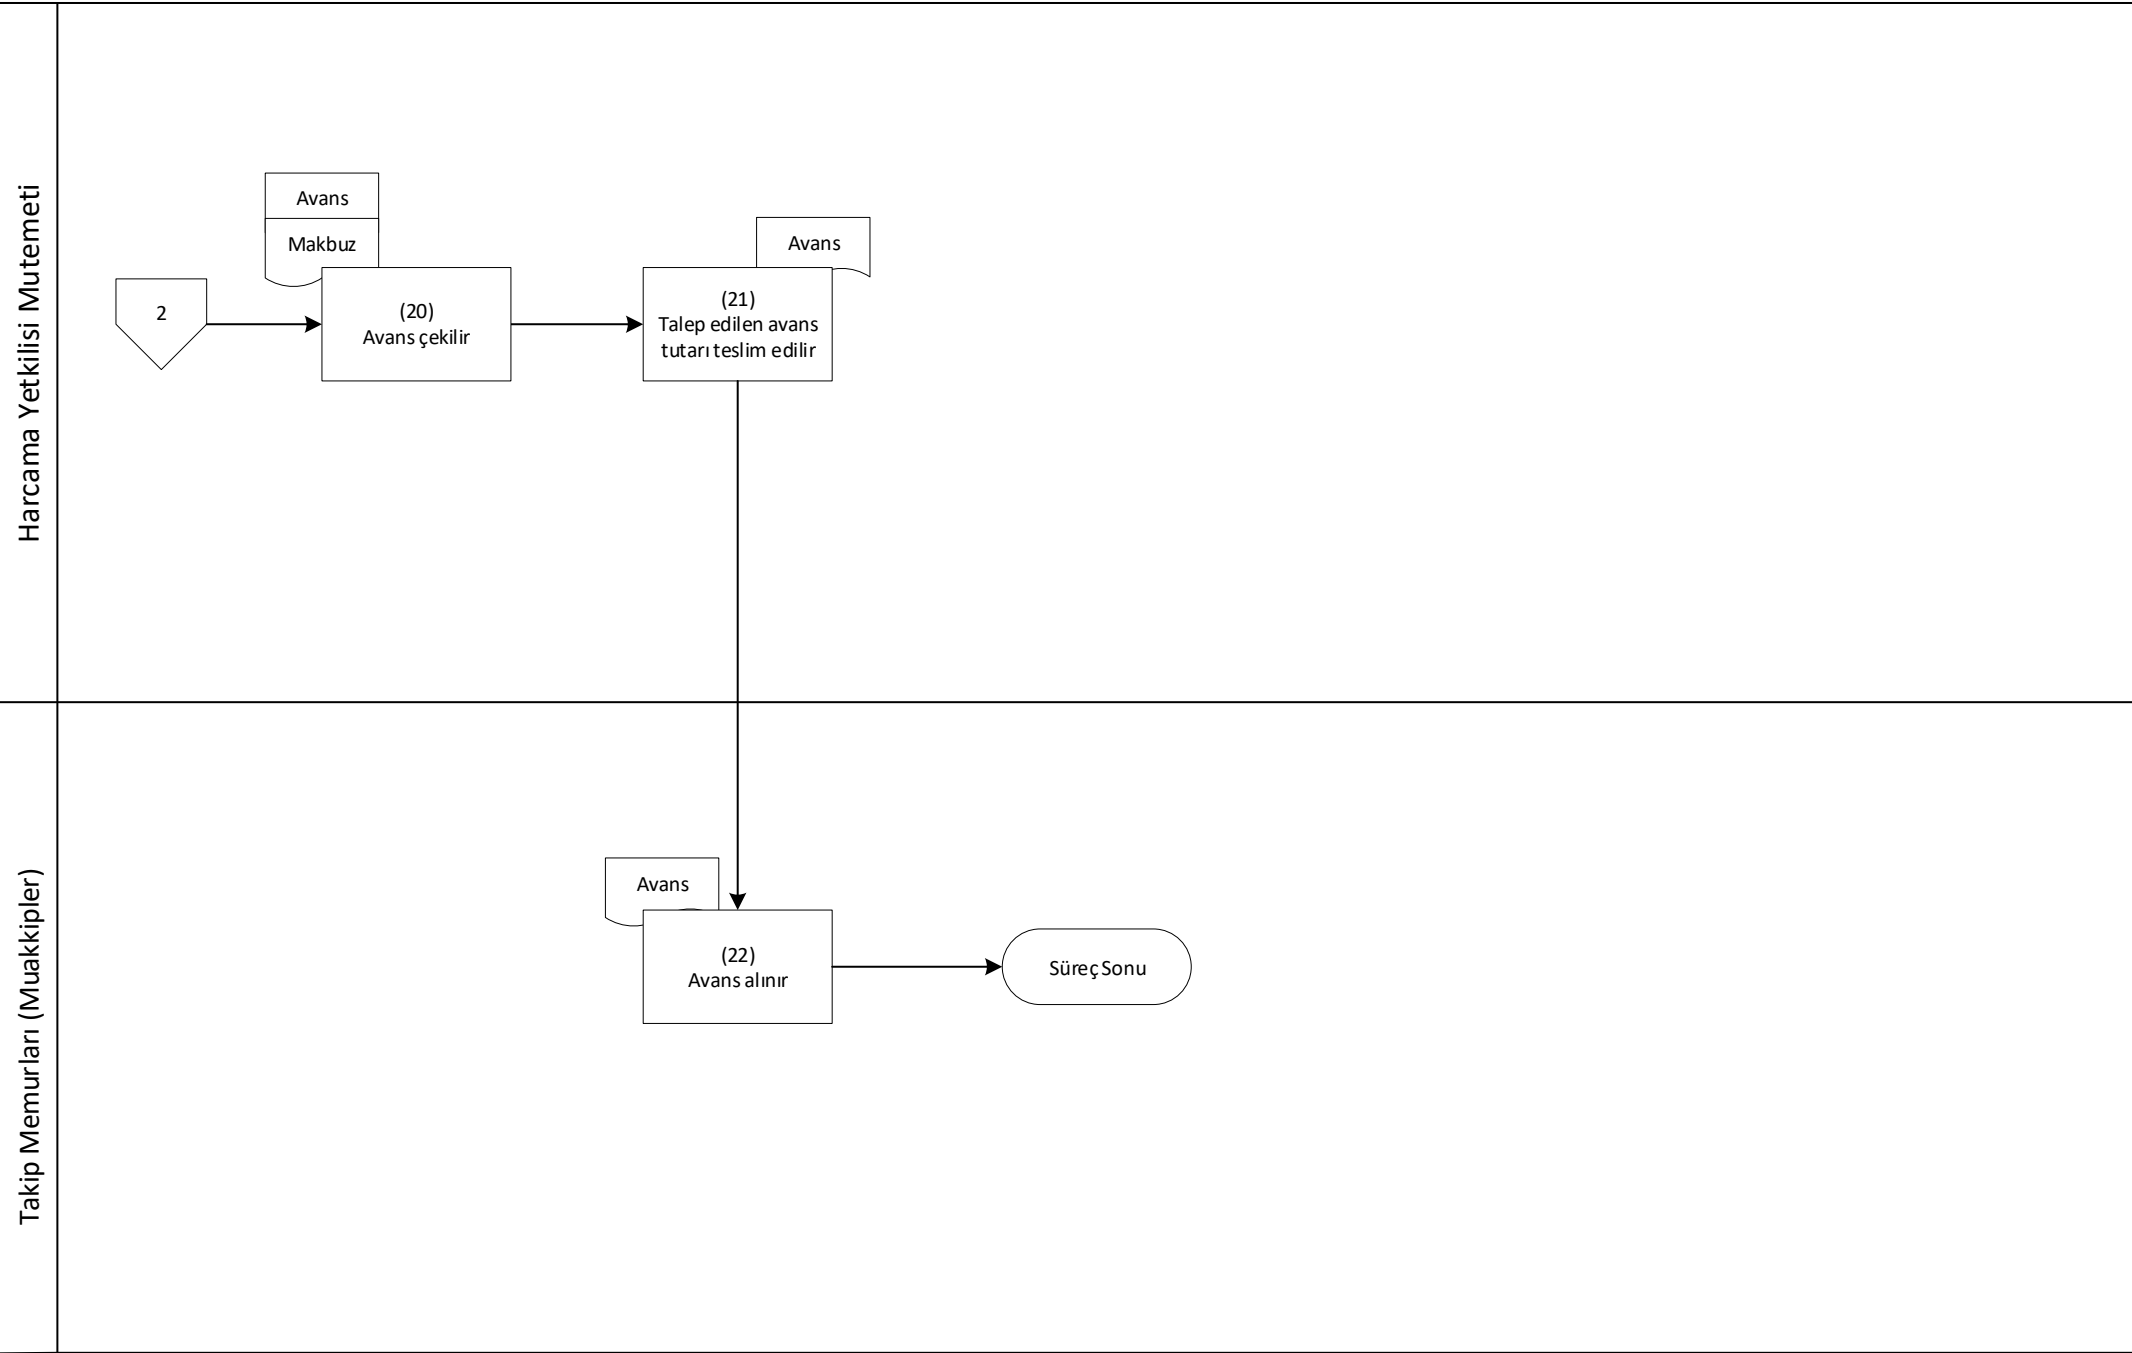 Harcama Yetkilisi Mutemeti
Avans
Makbuz
2
(20)
Avans çekilir
Avans
(21)
Talep edilen avans
tutarı teslim edilir
Takip Memurları (Muakkipler)
Avans
(22)
Avans alınır
Süreç Sonu